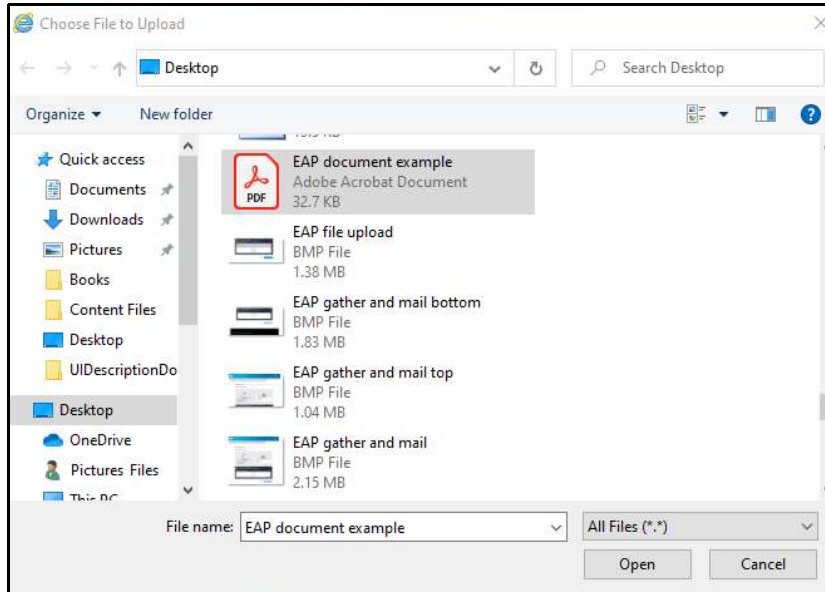 Choose File to Upload
Desktop
Search Desktop
Organize
New folder
Quick access
Documents
Downloads
Pictures
Books
Content Files
Desktop
UIDescriptionDo
Desktop
OneDrive
Pictures Files
This PC
EAP document example
Adobe Acrobat Document
32.7 KB
PDF
EAP file upload
BMP File
1.38 MB
EAP gather and mail bottom
BMP File
1.83 MB
EAP gather and mail top
BMP File
1.04 MB
EAP gather and mail
BMP File
2.15 MB
File name: EAP document example
All Files (*.*)
Open
Cancel